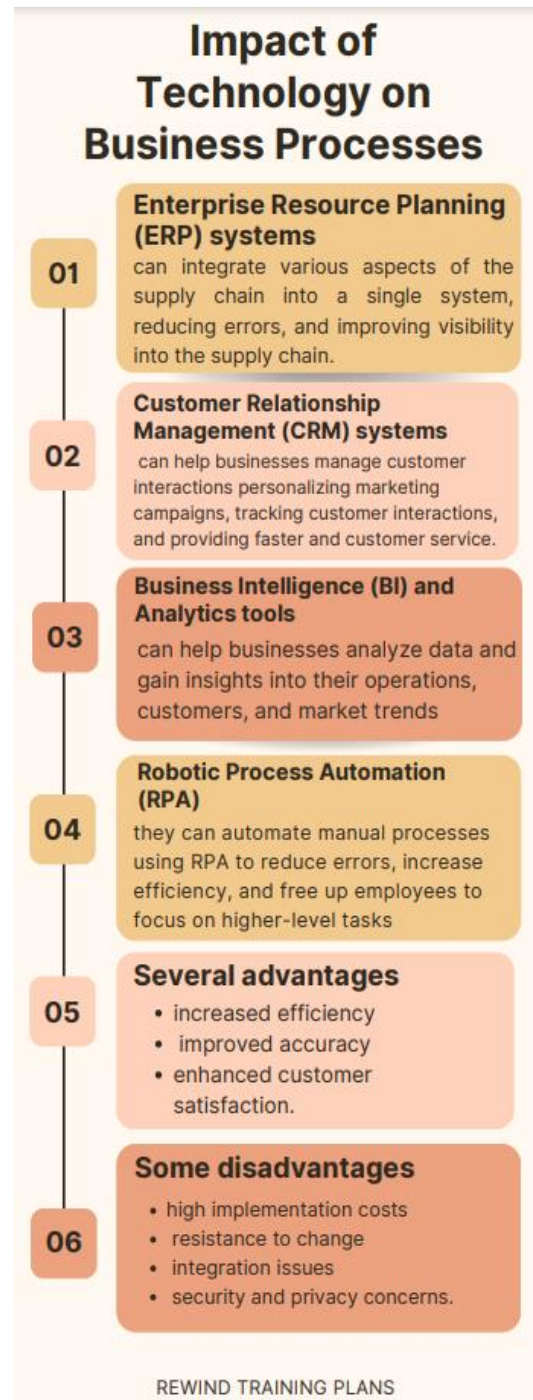 Impact of
Technology on
Business Processes
01
Enterprise Resource Planning
(ERP) systems
can integrate various aspects of the
supply chain into a single system,
reducing errors, and improving visibility
into the supply chain.
02
Customer Relationship
Management (CRM) systems
can help businesses manage customer
interactions personalizing marketing
campaigns, tracking customer interactions,
and providing faster and customer service.
03
Business Intelligence (BI) and
Analytics tools
can help businesses analyze data and
gain insights into their operations,
customers, and market trends
04
Robotic Process Automation
(RPA)
they can automate manual processes
using RPA to reduce errors, increase
efficiency, and free up employees to
focus on higher-level tasks
05
Several advantages
• increased efficiency
• improved accuracy
• enhanced customer
satisfaction.
06
Some disadvantages
• high implementation costs
• resistance to change
• integration issues
• security and privacy concerns.
REWIND TRAINING PLANS